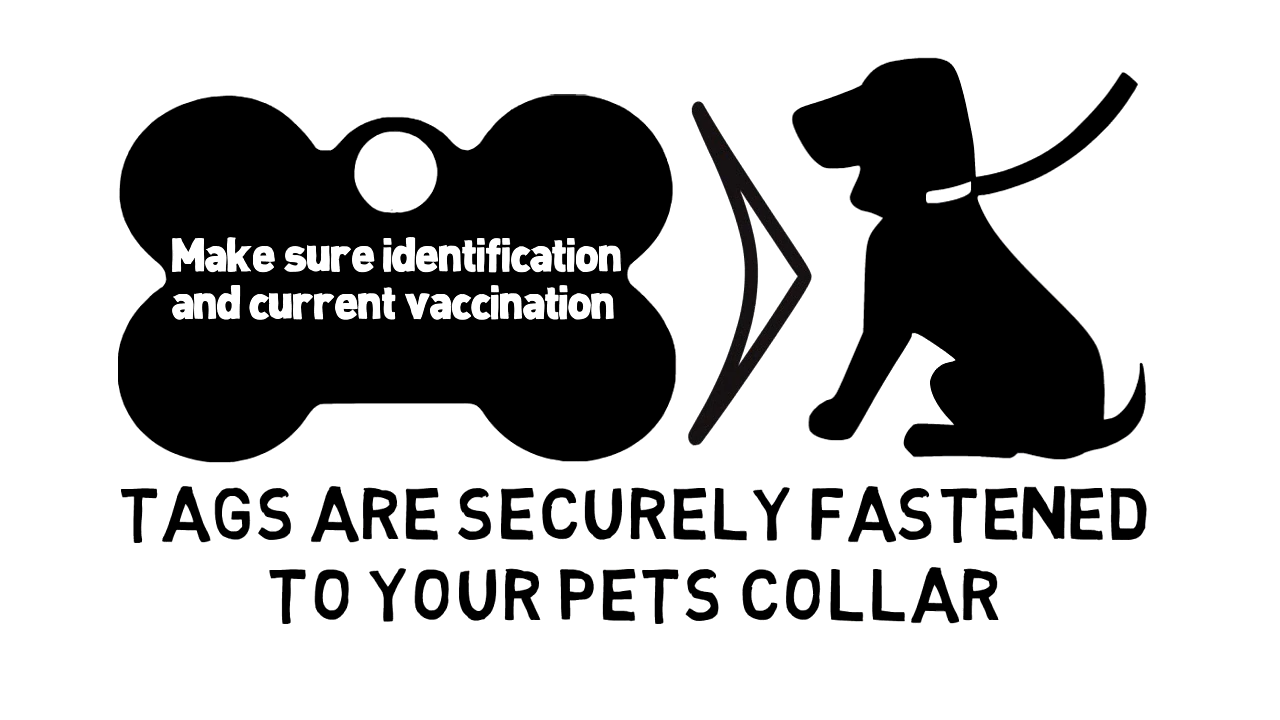 Make sure identification
and current vaccination
TAGS ARE SECURELY FASTENED
TO YOUR PETS COLLAR